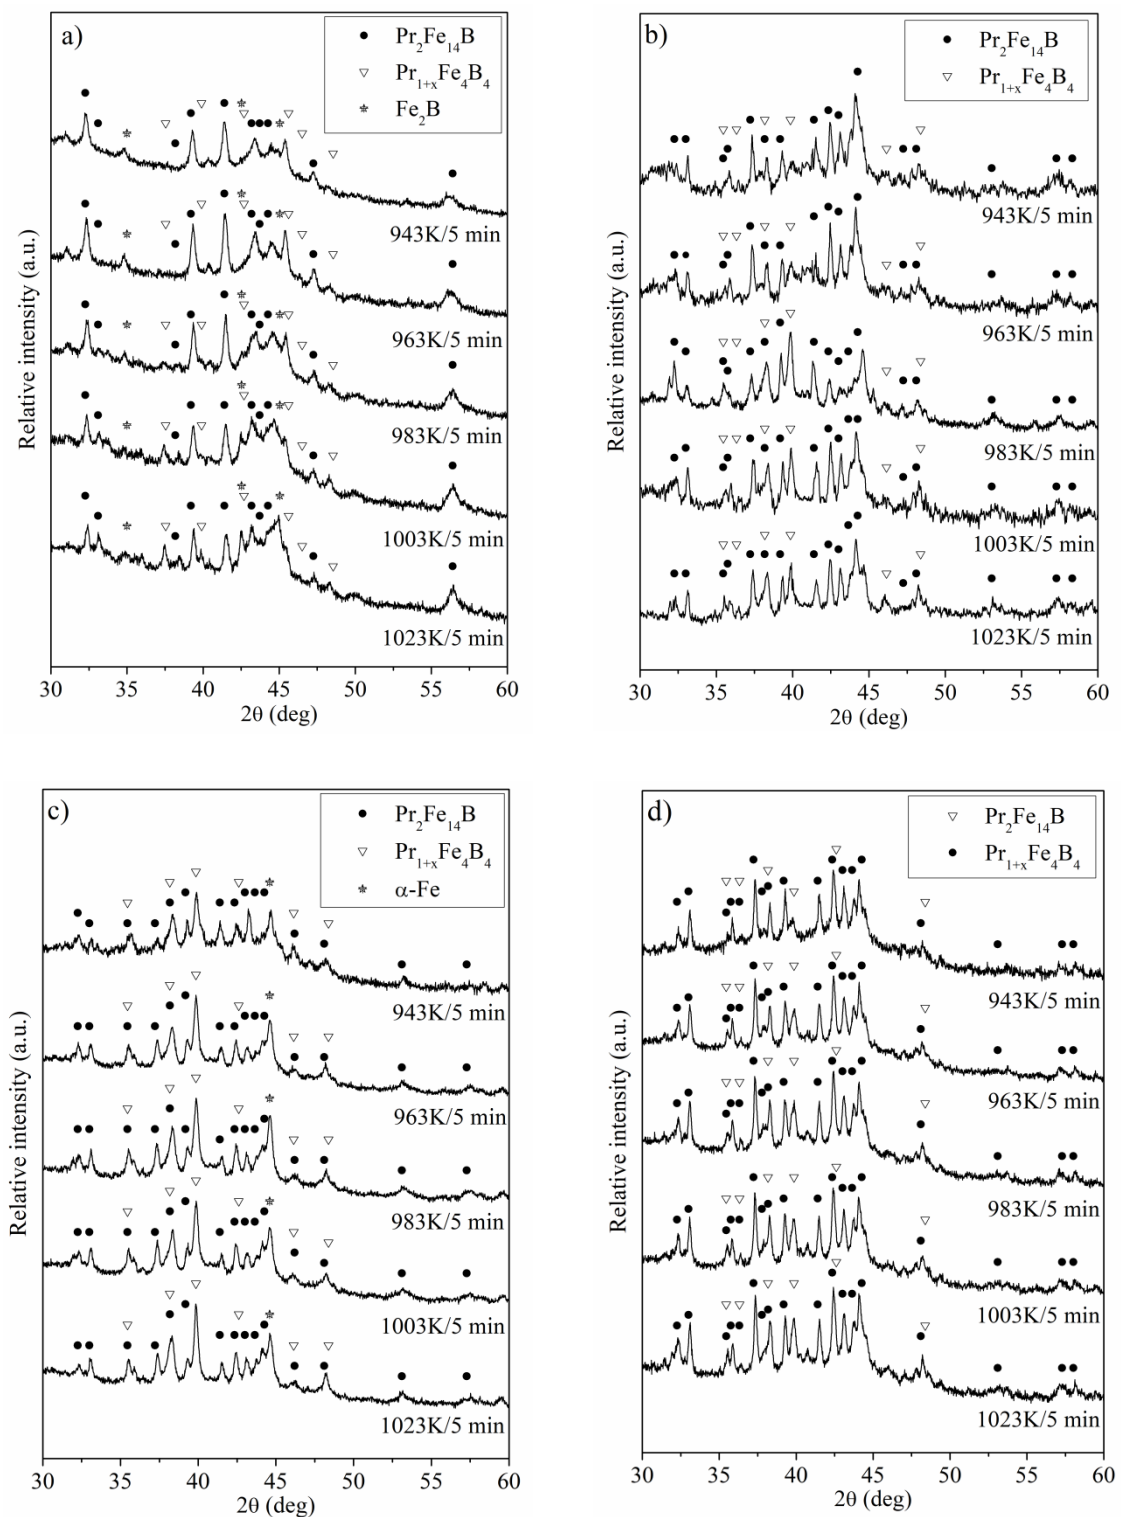 a)
Pr₂Fe₁₄B
Pr₁₊ₓFe₄B₄
Fe₂B
943K/5 min
963K/5 min
983K/5 min
1003K/5 min
1023K/5 min
Relative intensity (a.u.)
30 35 40 45 50 55 60
2θ (deg)
b)
Pr₂Fe₁₄B
Pr₁₊ₓFe₄B₄
943K/5 min
963K/5 min
983K/5 min
1003K/5 min
1023K/5 min
Relative intensity (a.u.)
30 35 40 45 50 55 60
2θ (deg)
c)
Pr₂Fe₁₄B
Pr₁₊ₓFe₄B₄
α-Fe
943K/5 min
963K/5 min
983K/5 min
1003K/5 min
1023K/5 min
Relative intensity (a.u.)
30 35 40 45 50 55 60
2θ (deg)
d)
Pr₂Fe₁₄B
Pr₁₊ₓFe₄B₄
943K/5 min
963K/5 min
983K/5 min
1003K/5 min
1023K/5 min
Relative intensity (a.u.)
30 35 40 45 50 55 60
2θ (deg)